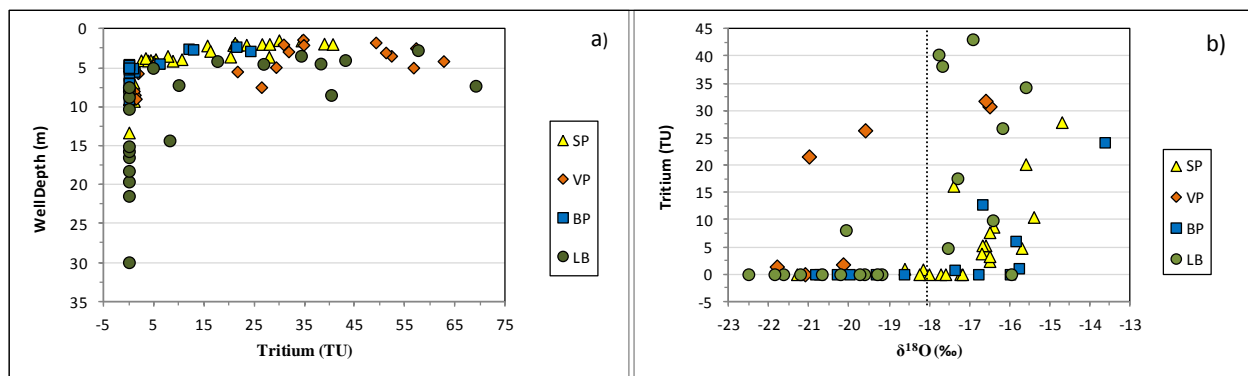 a)
0
5
10
15
20
25
30
35
-5 5 15 25 35 45 55 65 75
Well Depth (m)
Tritium (TU)
SP
VP
BP
LB
b)
45
40
35
30
25
20
15
10
5
0
5
-23 -22 -21 -20 -19 -18 -17 -16 -15 -14 -13
Tritium (TU)
δ¹⁸O (‰)
SP
VP
BP
LB